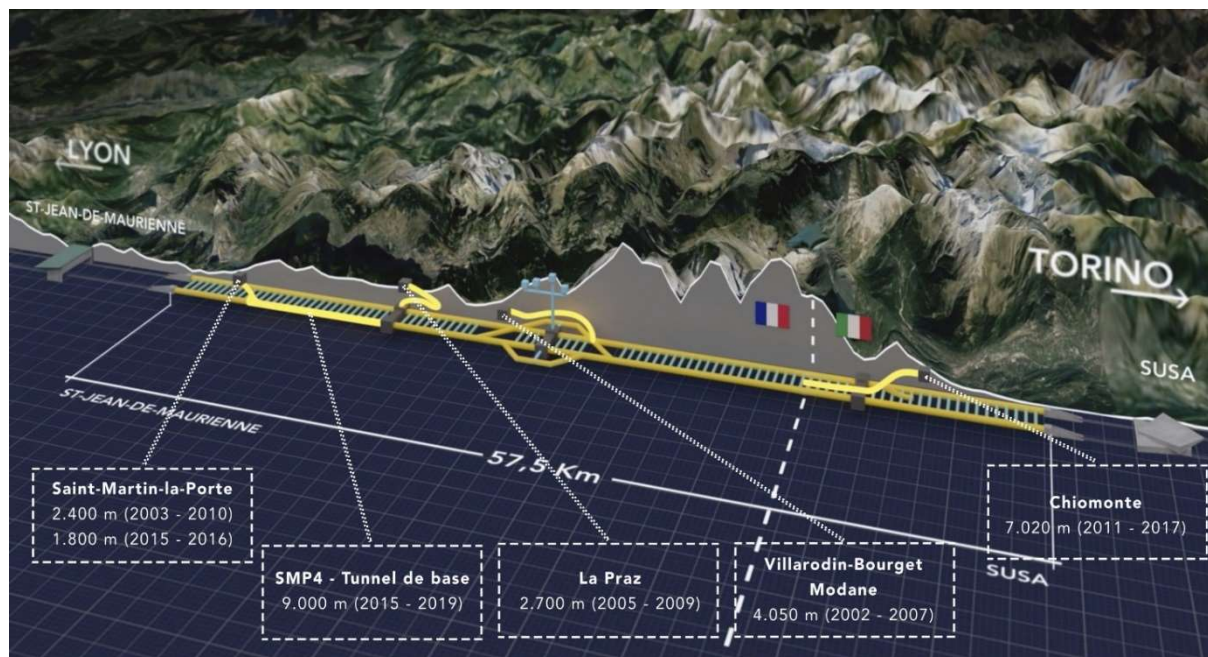 LYON
ST-JEAN-DE-MAURIENNE
TORINO
SUSA
ST-JEAN-DE-MAURIENNE
57,5 Km
SUSA
Saint-Martin-la-Porte
2.400 m (2003 - 2010)
1.800 m (2015 - 2016)
SMP4 - Tunnel de base
9.000 m (2015 - 2019)
La Praz
2.700 m (2005 - 2009)
Villarodin-Bourget
Modane
4.050 m (2002 - 2007)
Chiomonte
7.020 m (2011 - 2017)